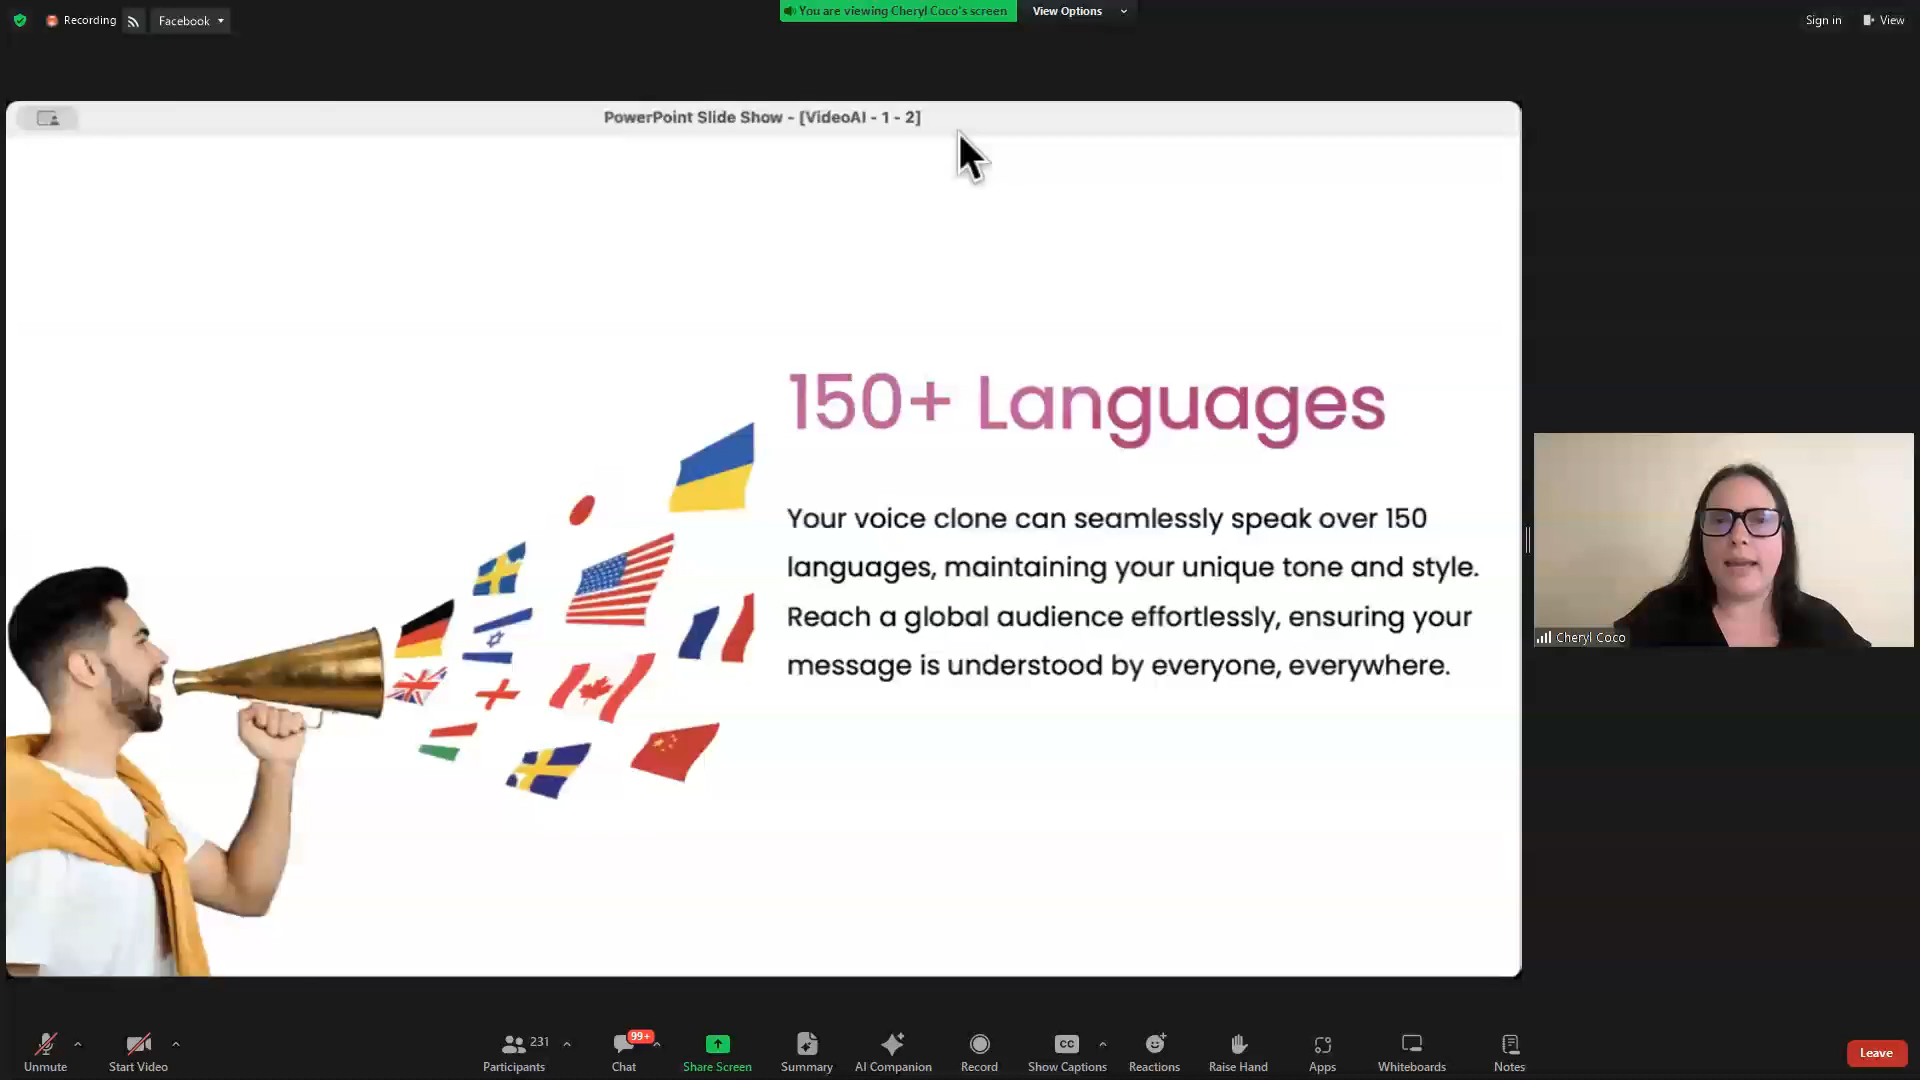 Recording
Facebook
You are viewing Cheryl Coco's screen
View Options
Sign in
View
PowerPoint Slide Show - [VideoAI - 1 - 2]
150+ Languages
Your voice clone can seamlessly speak over 150
languages, maintaining your unique tone and style.
Reach a global audience effortlessly, ensuring your
message is understood by everyone, everywhere.
Cheryl Coco
Unmute
Start Video
231
Participants
99+
Chat
Share Screen
Summary
AI Companion
Record
CC
Show Captions
Reactions
Raise Hand
Apps
Whiteboards
Notes
Leave